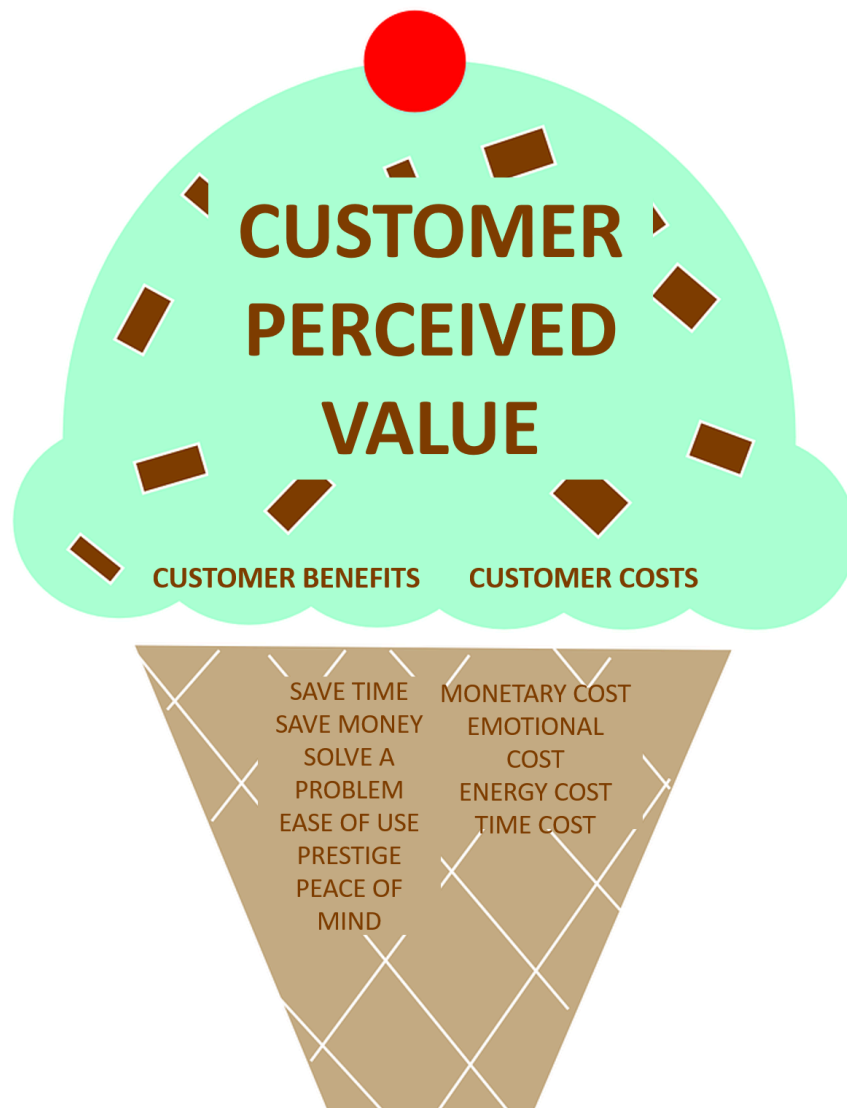 CUSTOMER
PERCEIVED
VALUE
CUSTOMER BENEFITS
CUSTOMER COSTS
SAVE TIME
SAVE MONEY
SOLVE A
PROBLEM
EASE OF USE
PRESTIGE
PEACE OF
MIND
MONETARY COST
EMOTIONAL
COST
ENERGY COST
TIME COST